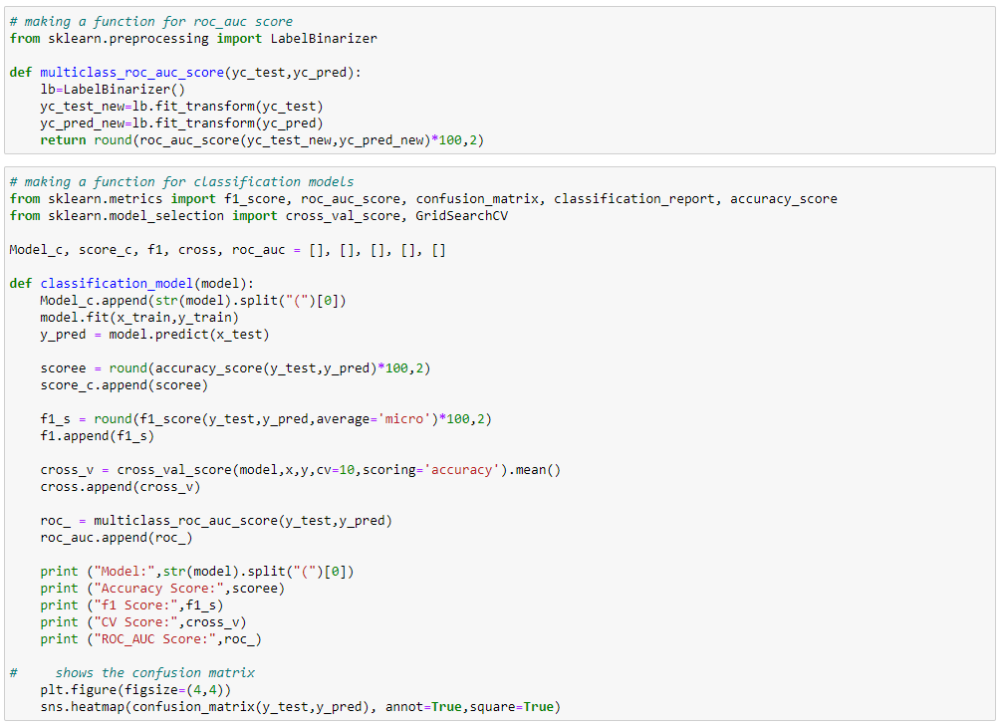 # making a function for roc_auc score
from sklearn.preprocessing import LabelBinarizer

def multiclass_roc_auc_score(yc_test,yc_pred):
    lb=LabelBinarizer()
    yc_test_new=lb.fit_transform(yc_test)
    yc_pred_new=lb.fit_transform(yc_pred)
    return round(roc_auc_score(yc_test_new,yc_pred_new)*100,2)

# making a function for classification models
from sklearn.metrics import f1_score, roc_auc_score, confusion_matrix, classification_report, accuracy_score
from sklearn.model_selection import cross_val_score, GridSearchCV

Model_c, score_c, f1, cross, roc_auc = [], [], [], [], []

def classification_model(model):
    Model_c.append(str(model).split("(")[0])
    model.fit(x_train,y_train)
    y_pred = model.predict(x_test)

    scoree = round(accuracy_score(y_test,y_pred)*100,2)
    score_c.append(scoree)

    f1_s = round(f1_score(y_test,y_pred,average='micro')*100,2)
    f1.append(f1_s)

    cross_v = cross_val_score(model,x,y,cv=10,scoring='accuracy').mean()
    cross.append(cross_v)

    roc_ = multiclass_roc_auc_score(y_test,y_pred)
    roc_auc.append(roc_)

    print ("Model:",str(model).split("(")[0])
    print ("Accuracy Score:",scoree)
    print ("f1 Score:",f1_s)
    print ("CV Score:",cross_v)
    print ("ROC_AUC Score:",roc_)

#     shows the confusion matrix
    plt.figure(figsize=(4,4))
    sns.heatmap(confusion_matrix(y_test,y_pred), annot=True,square=True)